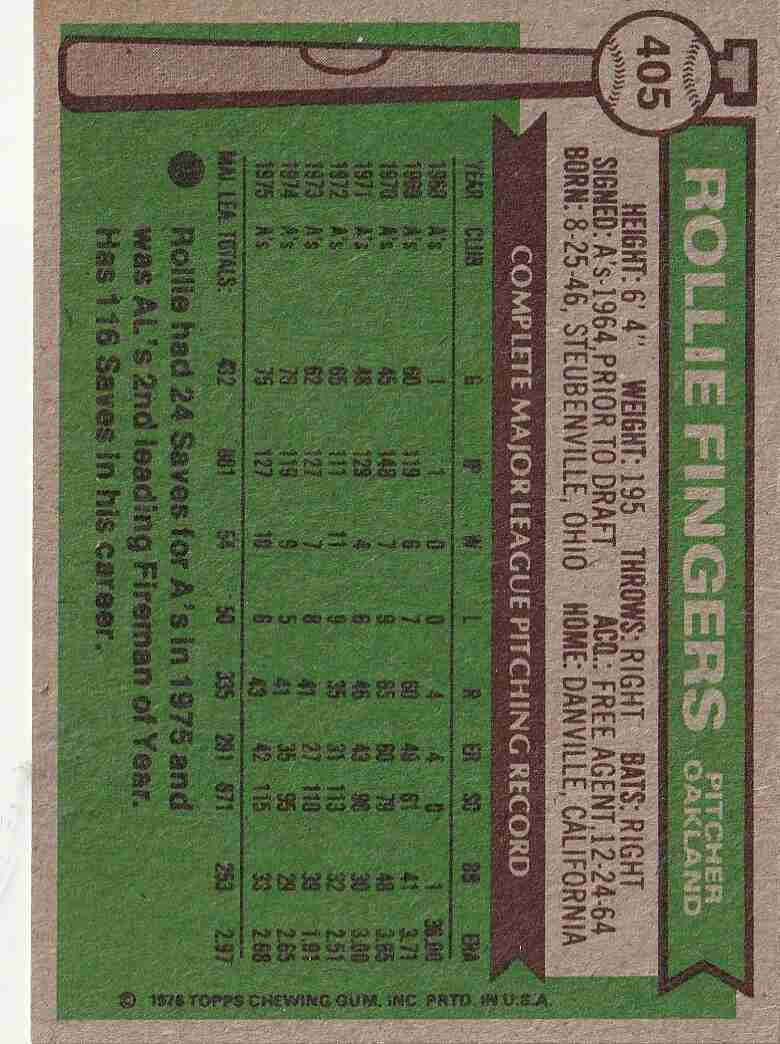 405
ROLLIE FINGERS
PITCHER
OAKLAND
HEIGHT: 6' 4" WEIGHT: 195 THROWS: RIGHT BATS: RIGHT
SIGNED: A's-1964, PRIOR TO DRAFT ACQ.: FREE AGENT, 12-24-64
BORN: 8-25-46, STEUBENVILLE, OHIO HOME: DANVILLE, CALIFORNIA
COMPLETE MAJOR LEAGUE PITCHING RECORD
YEAR CLUB G IP W L R ER SO BB ERA
1968 A's 1 1 0 0 4 4 0 1 36.00
1969 A's 60 119 6 7 60 49 61 41 3.71
1970 A's 45 148 7 9 65 60 79 48 3.65
1971 A's 48 129 4 6 46 43 98 30 3.00
1972 A's 65 111 11 9 35 31 113 32 2.51
1973 A's 62 127 7 8 41 27 110 39 1.91
1974 A's 76 119 9 5 41 35 95 29 2.65
1975 A's 75 127 10 6 43 42 115 33 2.98
MAJ. LEA. TOTALS: 432 881 54 50 335 291 671 253 2.97
Rollie had 24 Saves for A's in 1975 and
was AL's 2nd leading Fireman of Year.
Has 116 Saves in his career.
© 1976 TOPPS CHEWING GUM, INC. PRTD. IN U.S.A.